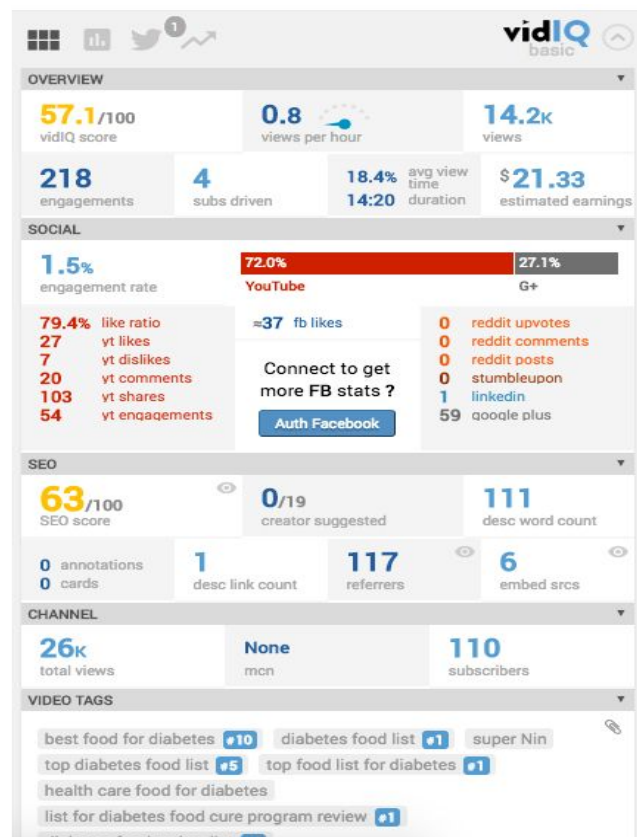 1
vidIQ
basic
OVERVIEW
57.1/100
vidIQ score
0.8
views per hour
14.2K
views
218
engagements
4
subs driven
18.4% avg view time
14:20 duration
$21.33
estimated earnings
SOCIAL
1.5%
engagement rate
72.0% 27.1%
YouTube G+
79.4% like ratio
27 yt likes
7 yt dislikes
20 yt comments
103 yt shares
54 yt engagements
≈37 fb likes
Connect to get
more FB stats ?
Auth Facebook
0 reddit upvotes
0 reddit comments
0 reddit posts
0 stumbleupon
1 linkedin
59 google plus
SEO
63/100
SEO score
0/19
creator suggested
111
desc word count
0 annotations
0 cards
1
desc link count
117
referrers
6
embed srcs
CHANNEL
26K
total views
None
mcn
110
subscribers
VIDEO TAGS
best food for diabetes #10 diabetes food list #1 super Nin
top diabetes food list #5 top food list for diabetes #1
health care food for diabetes
list for diabetes food cure program review #1